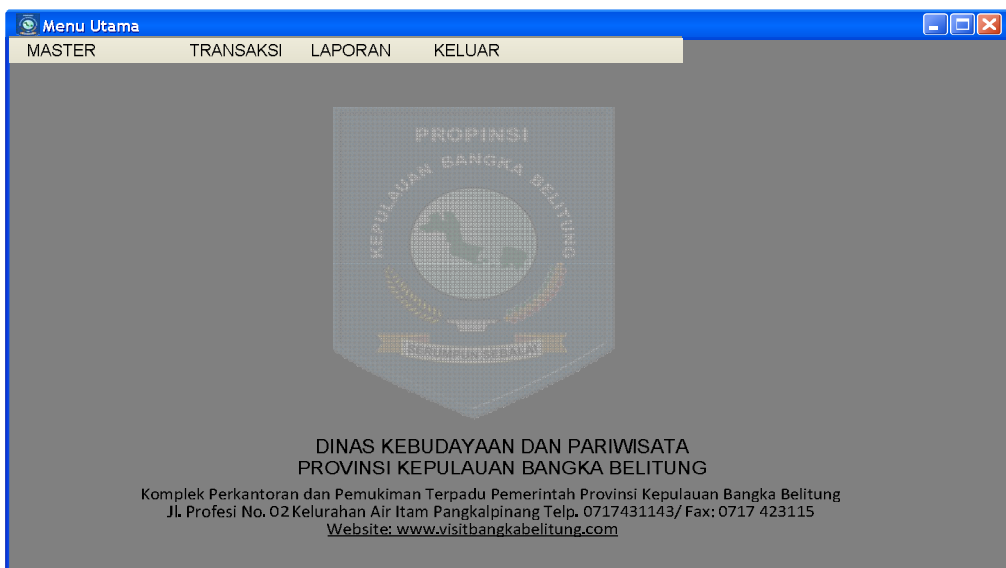 Menu Utama
MASTER TRANSAKSI LAPORAN KELUAR
PROPINSI
KEPULAUAN BANGKA BELITUNG
SERUMPUN SEBALAI
DINAS KEBUDAYAAN DAN PARIWISATA
PROVINSI KEPULAUAN BANGKA BELITUNG
Komplek Perkantoran dan Pemukiman Terpadu Pemerintah Provinsi Kepulauan Bangka Belitung
Jl. Profesi No. 02 Kelurahan Air Itam Pangkalpinang Telp. 0717431143/ Fax: 0717 423115
Website: www.visitbangkabelitung.com